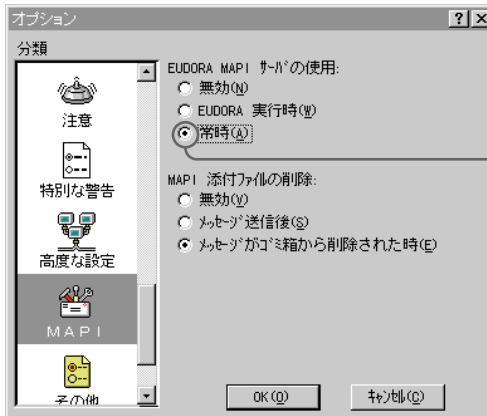 オプション
分類
注意
特別な警告
高度な設定
MAPI
その他
EUDORA MAPI ｻｰﾊﾞの使用:
無効(N)
EUDORA 実行時(W)
常時(A)
MAPI 添付ﾌｧｲﾙの削除:
無効(V)
ﾒｯｾｰｼﾞ送信後(S)
ﾒｯｾｰｼﾞがｺﾞﾐ箱から削除された時(E)
OK(O)
ｷｬﾝｾﾙ(C)